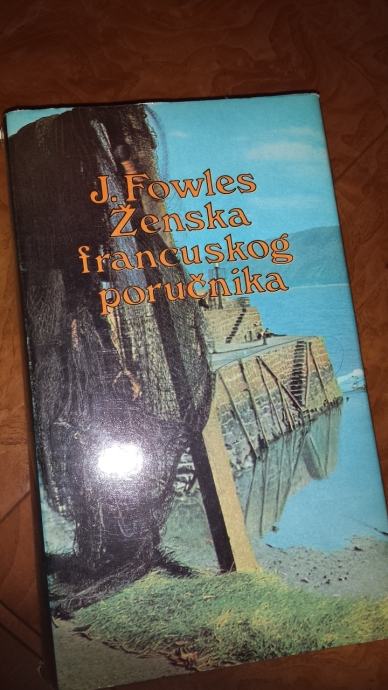 J. Fowles
Ženska
francuskog
poručnika